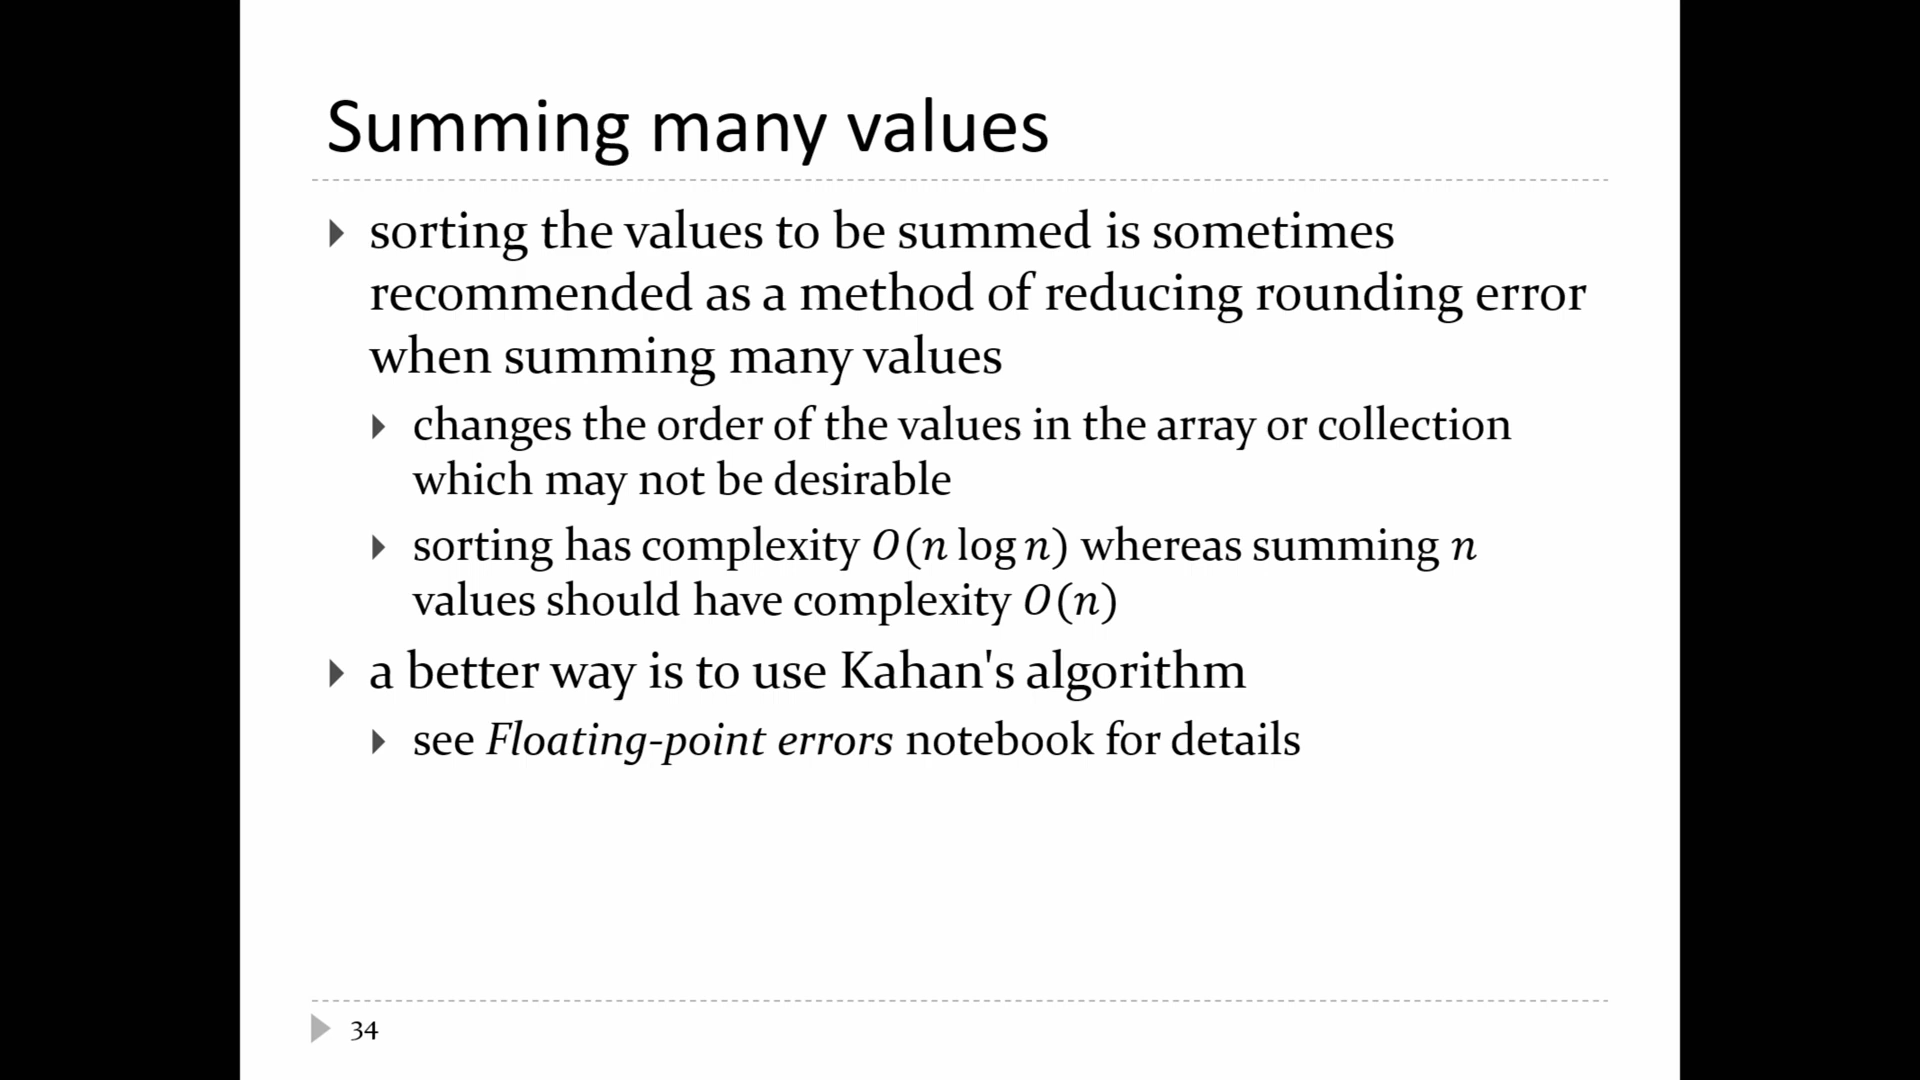 Summing many values
sorting the values to be summed is sometimes
recommended as a method of reducing rounding error
when summing many values
changes the order of the values in the array or collection
which may not be desirable
sorting has complexity O(n log n) whereas summing n
values should have complexity O(n)
a better way is to use Kahan's algorithm
see Floating-point errors notebook for details
34